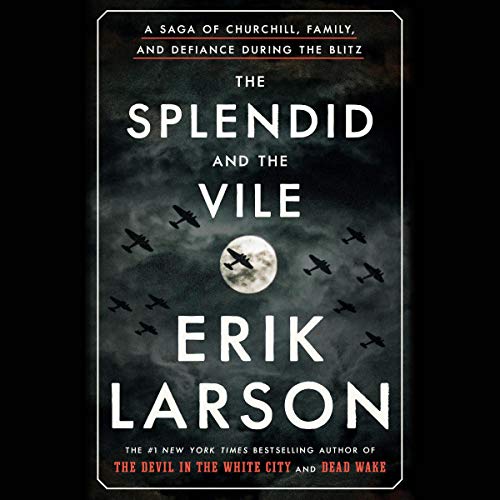 A SAGA OF CHURCHILL, FAMILY,
AND DEFIANCE DURING THE BLITZ
THE
SPLENDID
AND THE
VILE
ERIK
LARSON
THE #1 NEW YORK TIMES BESTSELLING AUTHOR OF
THE DEVIL IN THE WHITE CITY AND DEAD WAKE